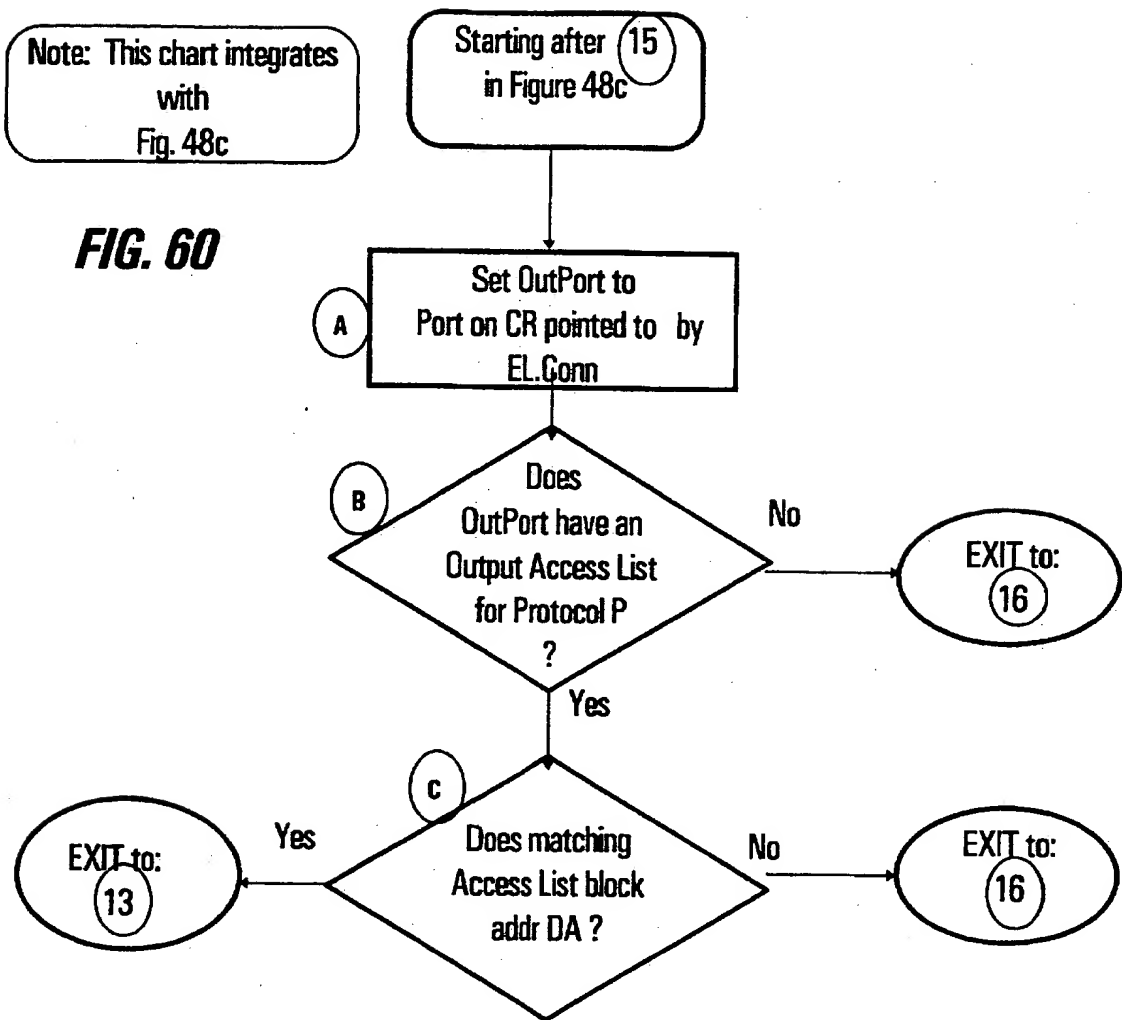 Note: This chart integrates
with
Fig. 48c
Starting after 15
in Figure 48c
FIG. 60
A
Set OutPort to
Port on CR pointed to by
EL.Conn
B
Does
OutPort have an
Output Access List
for Protocol P
?
No
EXIT to:
16
Yes
C
Does matching
Access List block
addr DA ?
Yes
EXIT to:
13
No
EXIT to:
16